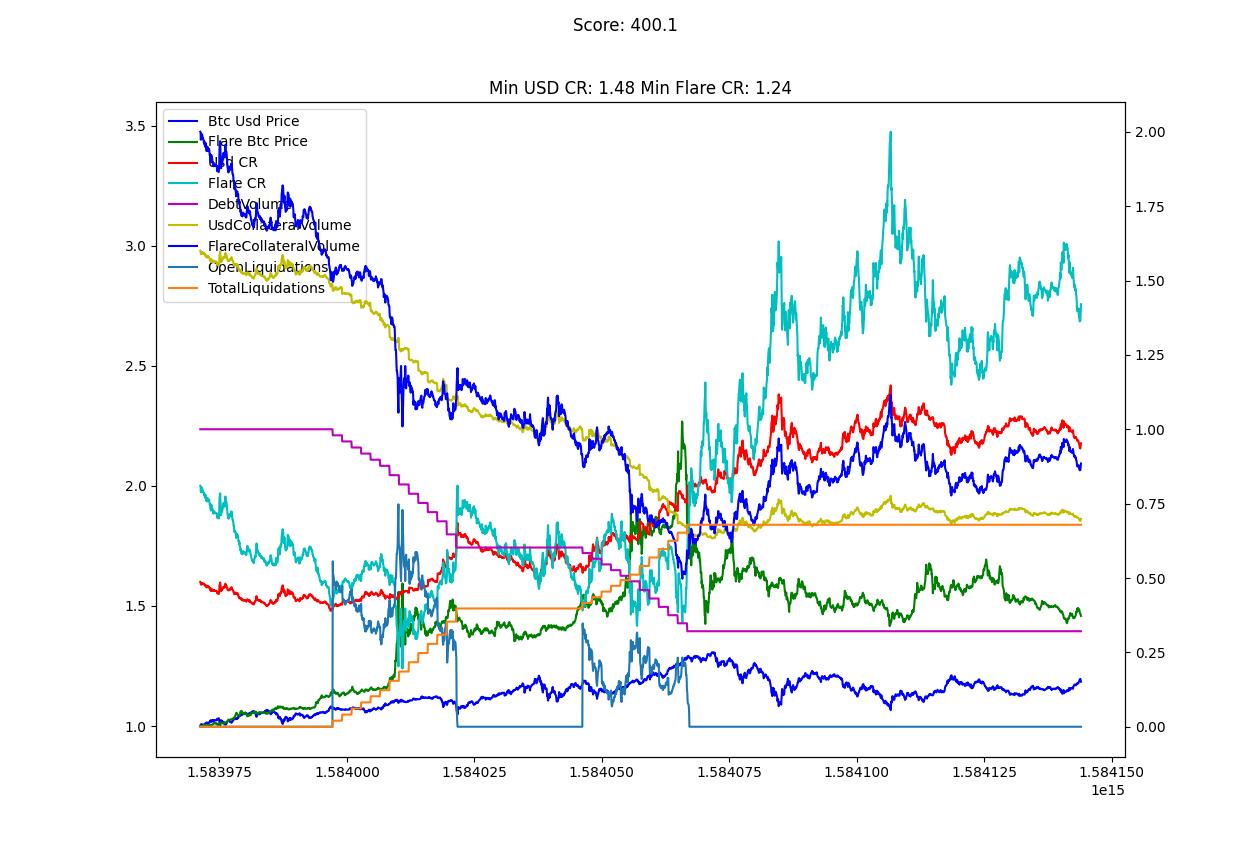 Score: 400.1
Min USD CR: 1.48 Min Flare CR: 1.24
Btc Usd Price
Flare Btc Price
Usd CR
Flare CR
DebtVolume
UsdCollateralVolume
FlareCollateralVolume
OpenLiquidations
TotalLiquidations
3.5
3.0
2.5
2.0
1.5
1.0
2.00
1.75
1.50
1.25
1.00
0.75
0.50
0.25
0.00
1.583975 1.584000 1.584025 1.584050 1.584075 1.584100 1.584125 1.584150
1e15